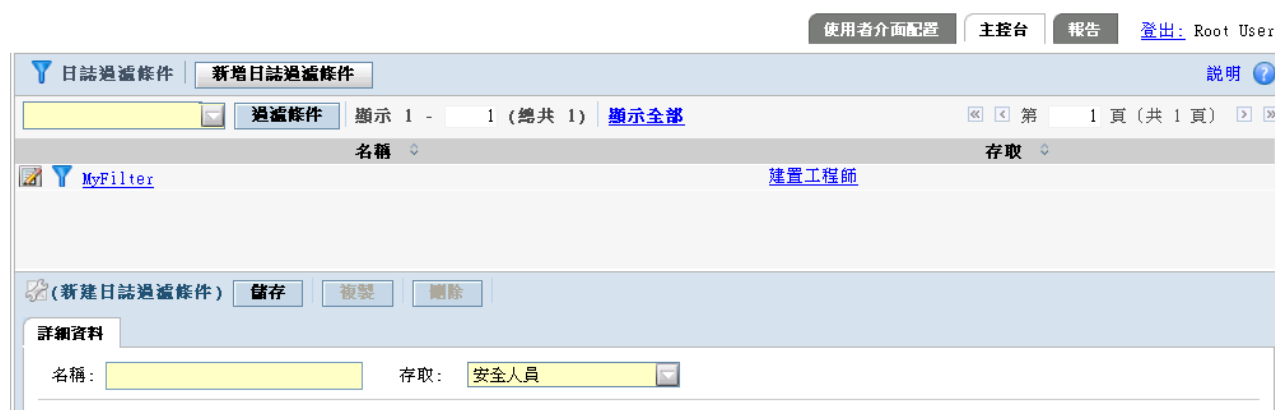 使用者介面配置 主控台 報告 登出: Root User
日誌過濾條件 新增日誌過濾條件 說明
過濾條件 顯示 1 - 1 (總共 1) 顯示全部 第 1 頁 (共 1 頁)
名稱 存取
MyFilter 建置工程師
(新建日誌過濾條件) 儲存 複製 刪除
詳細資料
名稱: 存取: 安全人員